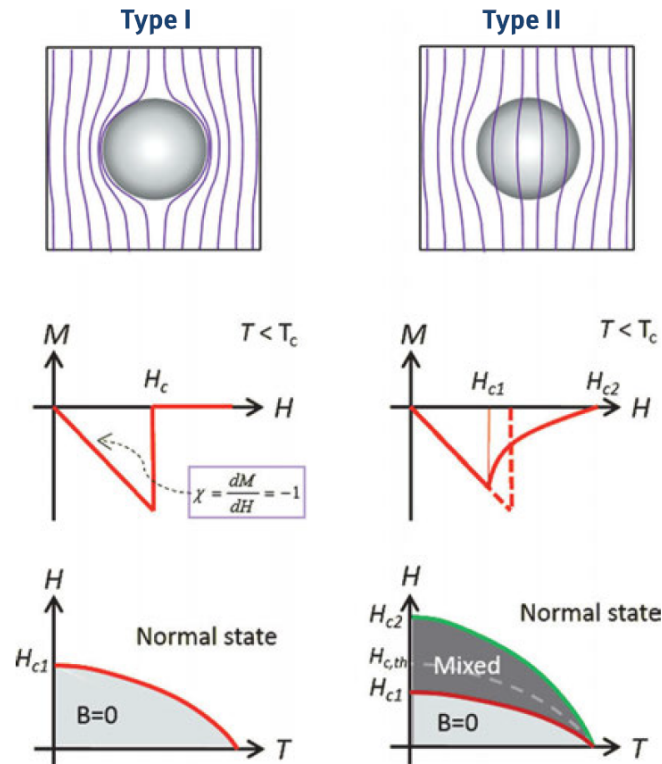 Type I
Type II
M
T < Tc
Hc
H
χ = dM/dH = −1
M
T < Tc
Hc1
Hc2
H
H
Normal state
Hc1
B=0
T
H
Hc2
Normal state
Hc,th
Mixed
Hc1
B=0
T